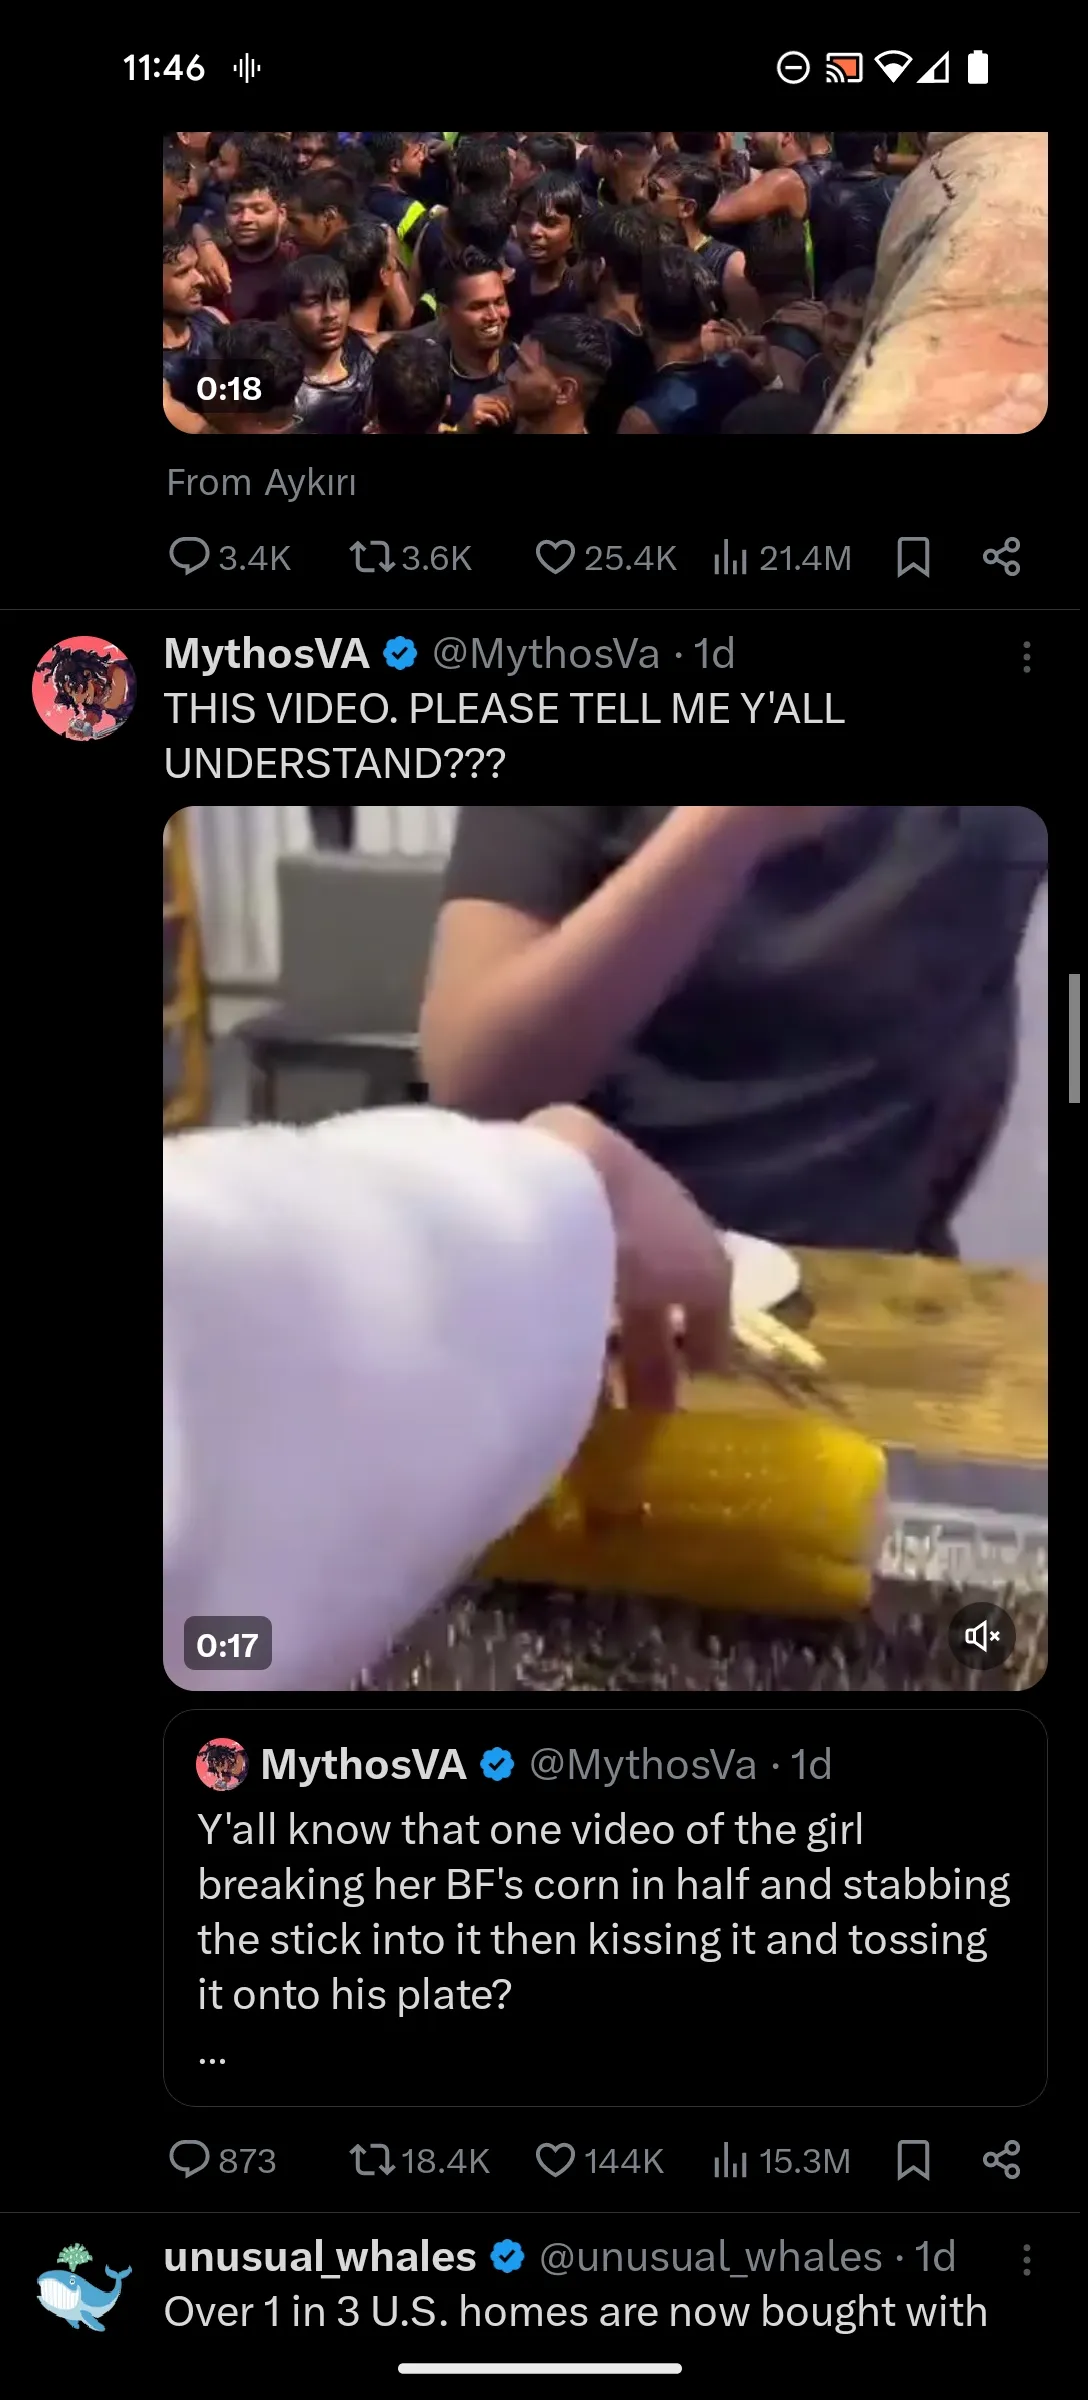 11:46
0:18
From Aykırı
3.4K 3.6K 25.4K 21.4M
MythosVA @MythosVa · 1d
THIS VIDEO. PLEASE TELL ME Y'ALL
UNDERSTAND???
0:17
MythosVA @MythosVa · 1d
Y'all know that one video of the girl
breaking her BF's corn in half and stabbing
the stick into it then kissing it and tossing
it onto his plate?
...
873 18.4K 144K 15.3M
unusual_whales @unusual_whales · 1d
Over 1 in 3 U.S. homes are now bought with